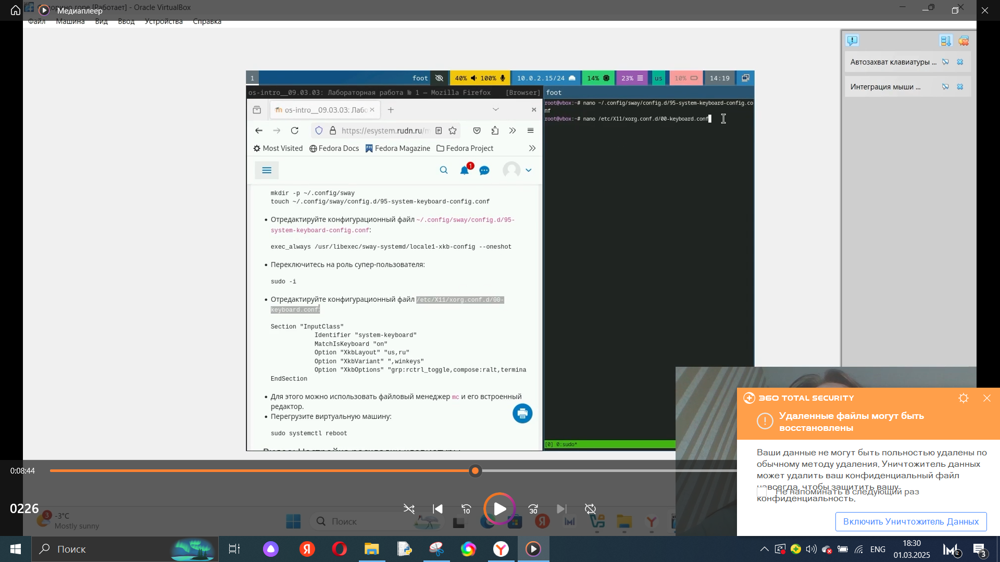 [Работает] - Oracle VirtualBox
Медиаплеер
Файл Машина Вид Ввод Устройства Справка
Автозахват клавиатуры ...
Интеграция мыши ...
1 foot 40% 100% 10.0.2.15/24 14% 23% us 10% 14:19
os-intro__09.03.03: Лабораторная работа № 1 — Mozilla Firefox [Browser]
os-intro__09.03.03: Лабо
https://esystem.rudn.ru/m
Most Visited Fedora Docs Fedora Magazine Fedora Project
1
mkdir -p ~/.config/sway
touch ~/.config/sway/config.d/95-system-keyboard-config.conf
• Отредактируйте конфигурационный файл ~/.config/sway/config.d/95-
system-keyboard-config.conf:
exec_always /usr/libexec/sway-systemd/locale1-xkb-config --oneshot
• Переключитесь на роль супер-пользователя:
sudo -i
• Отредактируйте конфигурационный файл /etc/X11/xorg.conf.d/00-
keyboard.conf:
Section "InputClass"
Identifier "system-keyboard"
MatchIsKeyboard "on"
Option "XkbLayout" "us,ru"
Option "XkbVariant" ",winkeys"
Option "XkbOptions" "grp:rctrl_toggle,compose:ralt,termina
EndSection
• Для этого можно использовать файловый менеджер mc и его встроенный
редактор.
• Перегрузите виртуальную машину:
sudo systemctl reboot
Видео: Настройка раскладки клавиатуры
foot
root@vbox:~# nano ~/.config/sway/config.d/95-system-keyboard-config.co
nf
root@vbox:~# nano /etc/X11/xorg.conf.d/00-keyboard.conf
[0] 0:sudo*
360 TOTAL SECURITY
Удаленные файлы могут быть
восстановлены
Ваши данные не могут быть польностью удалены по
обычному методу удаления. Уничтожитель данных
может удалить ваш конфиденциальный файл
навсегда, чтобы защитить вашу
Не напоминать в следующий раз
конфиденциальность.
Включить Уничтожитель Данных
0:08:44
0226
10 30
3
-3°C
Mostly sunny
Поиск
Поиск
ENG
18:30
01.03.2025
2
3